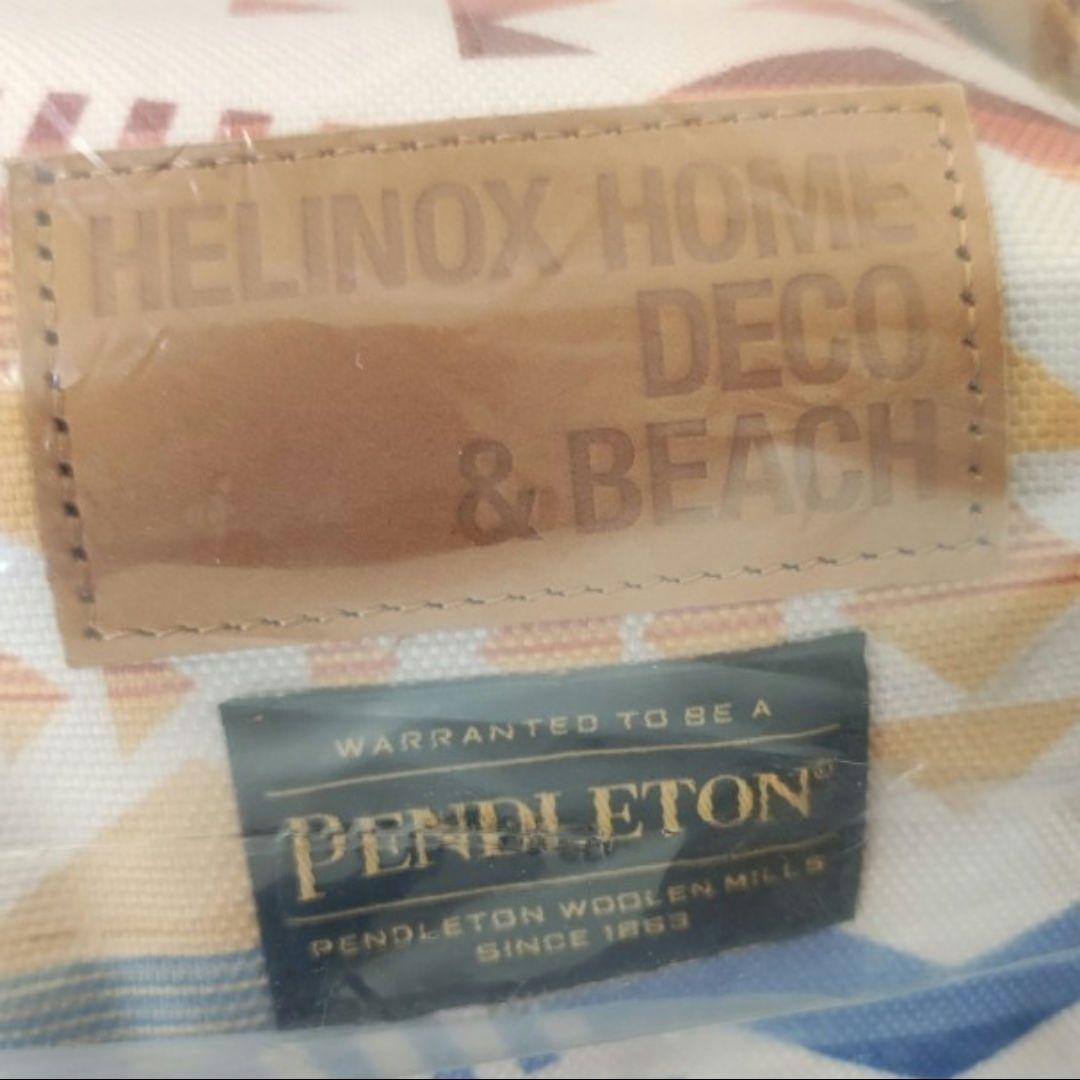 HELINOX HOME
DECO
& BEACH
WARRANTED TO BE A
PENDLETON®
PENDLETON WOOLEN MILLS
SINCE 1863